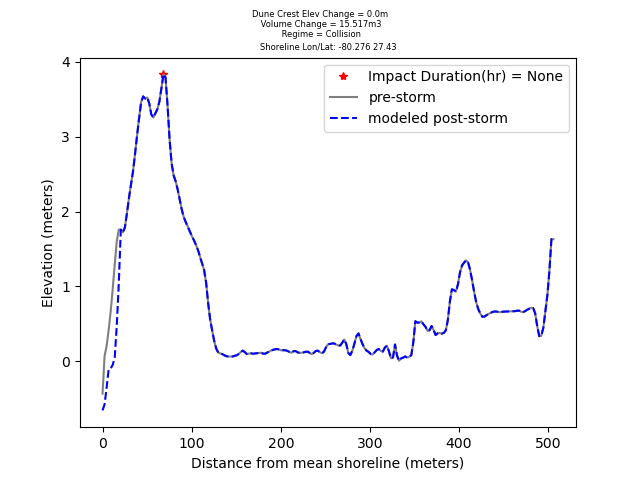 Dune Crest Elev Change = 0.0m
Volume Change = 15.517m3
Regime = Collision
Shoreline Lon/Lat: -80.276 27.43
Impact Duration(hr) = None
pre-storm
modeled post-storm
Elevation (meters)
4
3
2
1
0
0 100 200 300 400 500
Distance from mean shoreline (meters)